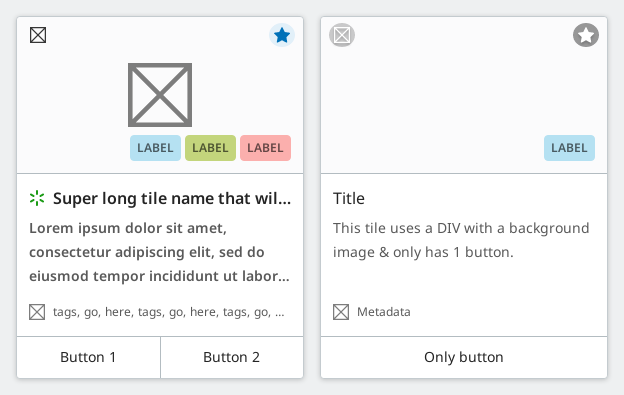 LABEL LABEL LABEL
Super long tile name that wil...
Lorem ipsum dolor sit amet,
consectetur adipiscing elit, sed do
eiusmod tempor incididunt ut labor...
tags, go, here, tags, go, here, tags, go, ...
Button 1 Button 2
LABEL
Title
This tile uses a DIV with a background
image & only has 1 button.
Metadata
Only button